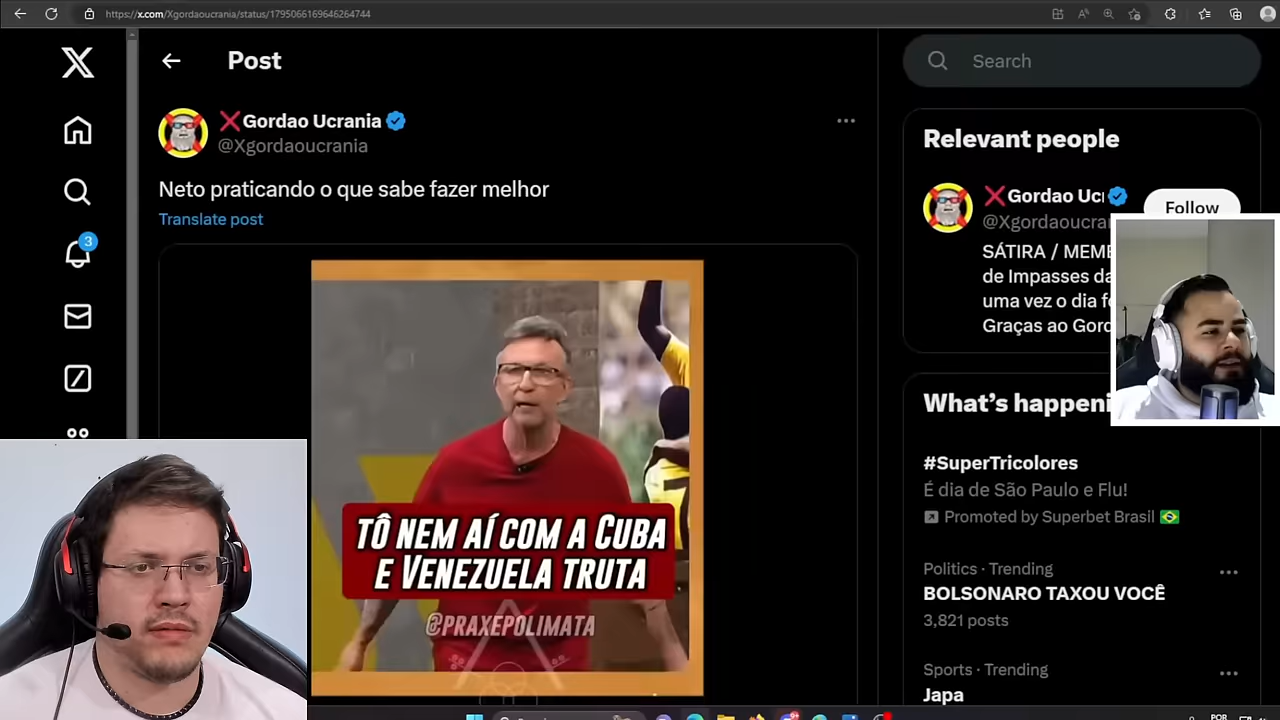 https://x.com/Xgordaoucrania/status/1795066169646264744
Post
Search
Gordao Ucrania
@Xgordaoucrania
Neto praticando o que sabe fazer melhor
Translate post
3
TÔ NEM AÍ COM A CUBA
E VENEZUELA TRUTA
@PRAXEPOLIMATA
Relevant people
Gordao Uc
@Xgordaoucra
Follow
SÁTIRA / MEME
de Impasses da
uma vez o dia
Graças ao Gord
What's happeni
#SuperTricolores
É dia de São Paulo e Flu!
Promoted by Superbet Brasil
Politics · Trending
BOLSONARO TAXOU VOCÊ
3,821 posts
Sports · Trending
Japa
POR